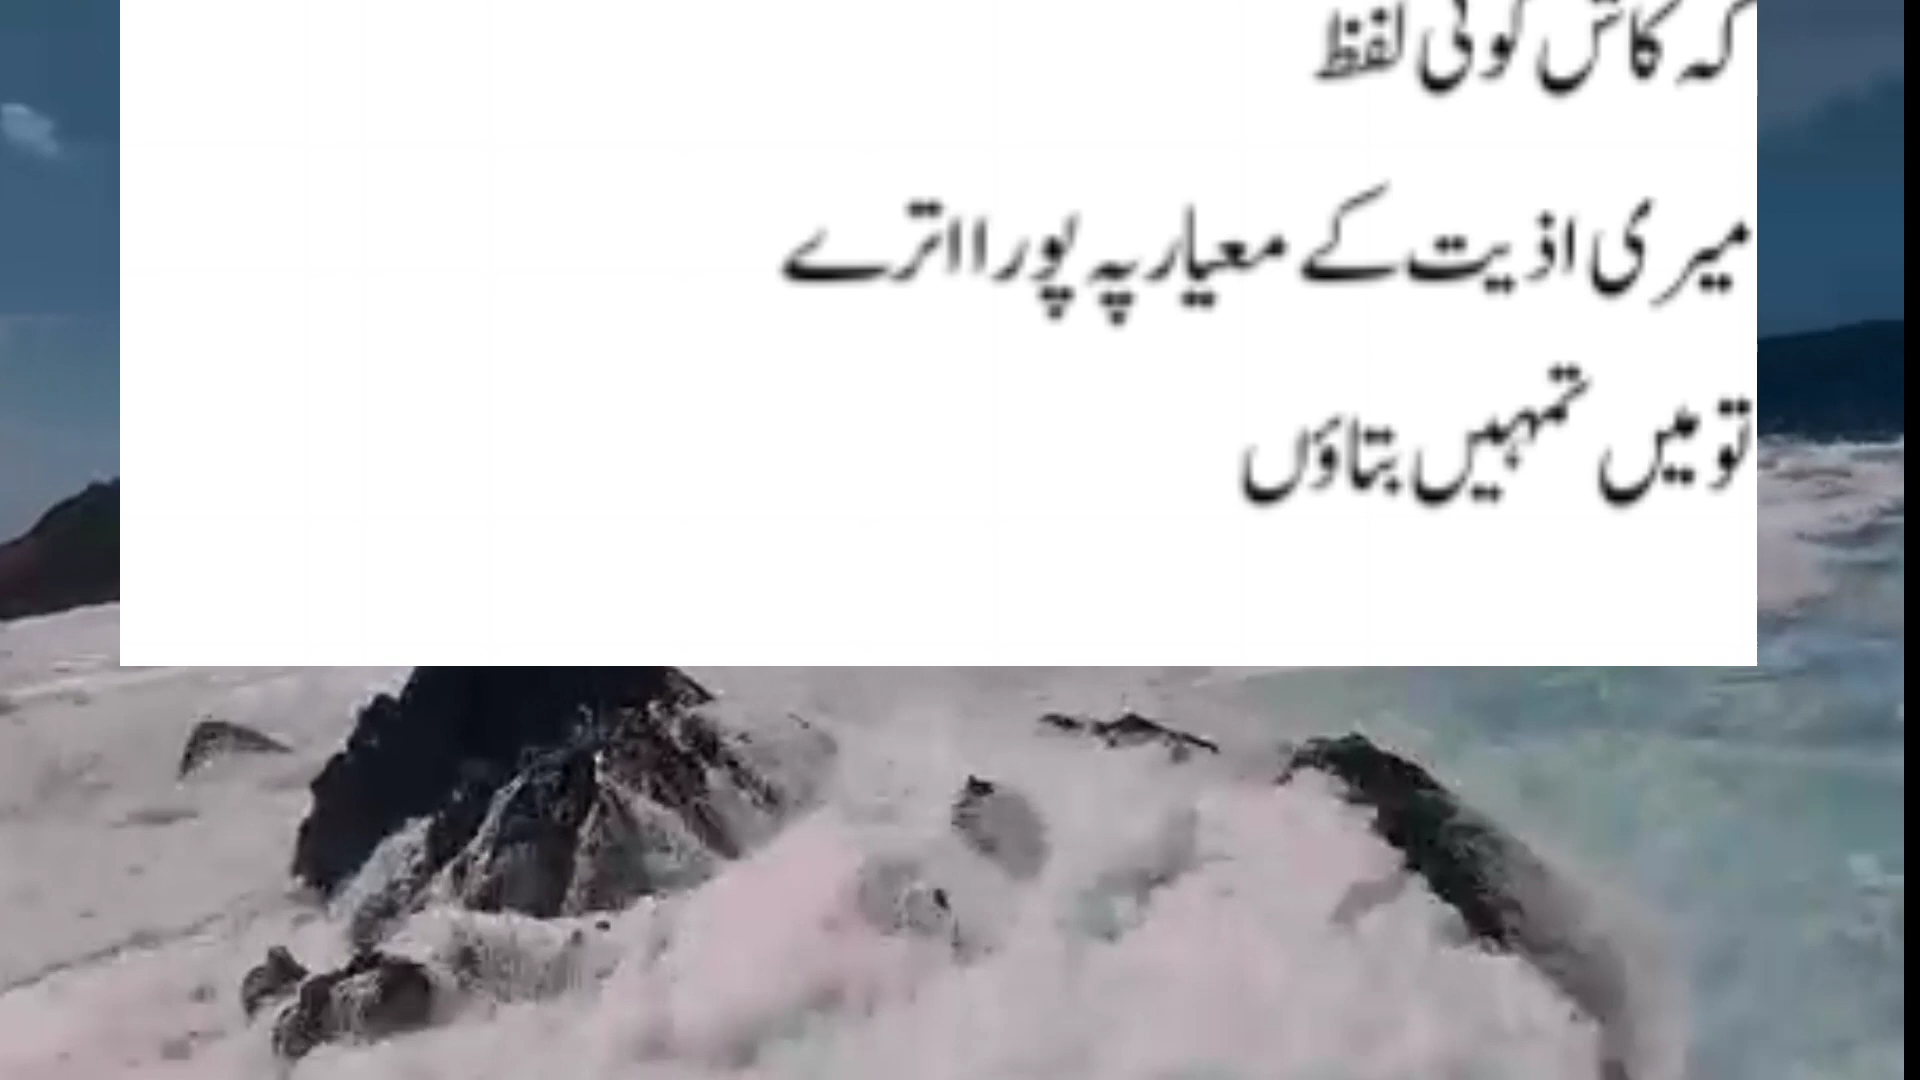 کہ کاش کوئی لفظ
میری اذیت کے معیار پہ پورا اترے
تو میں تمہیں بتاؤں